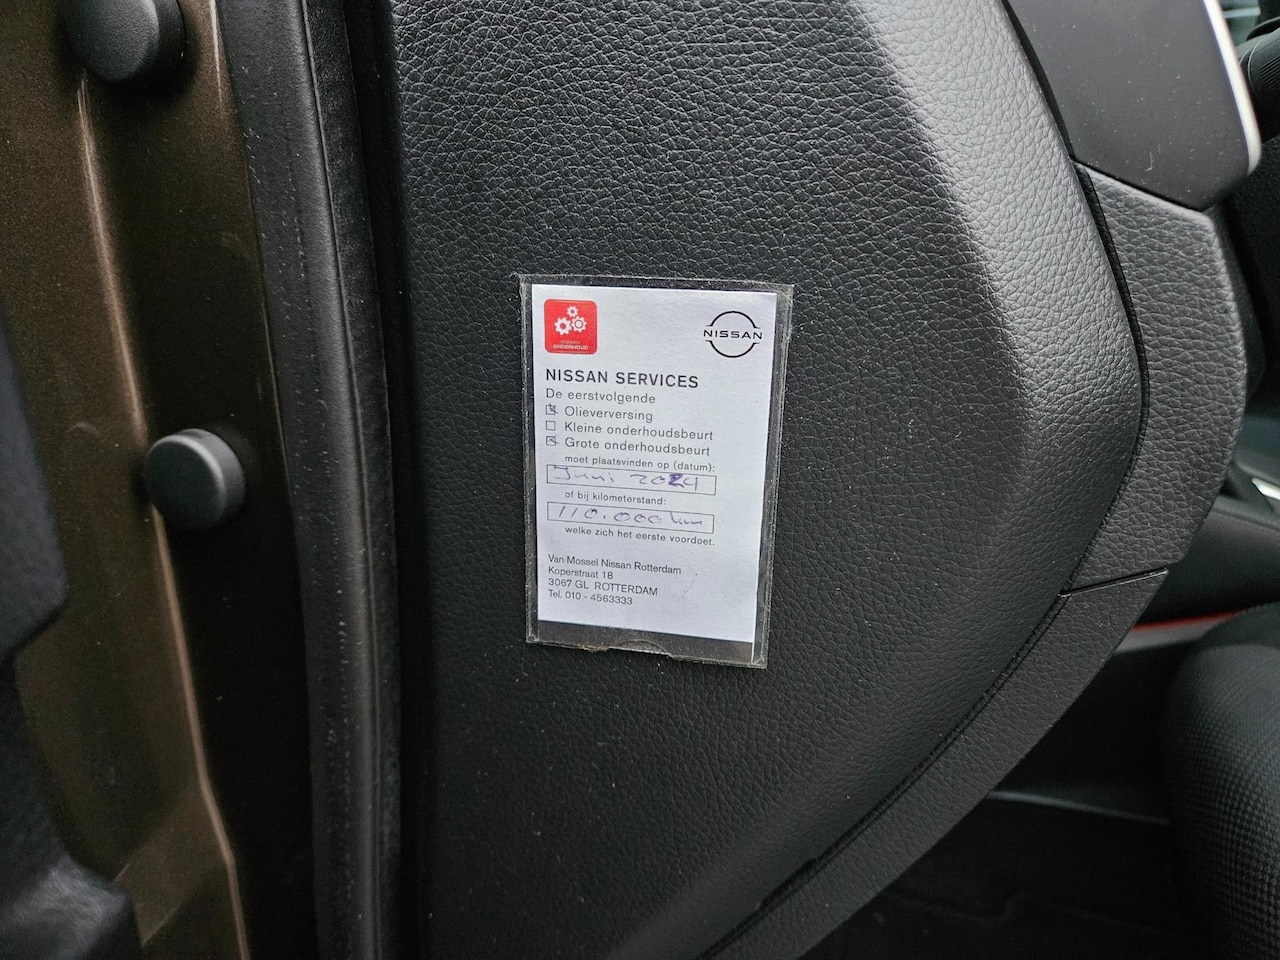 NISSAN
ONDERHOUD
NISSAN
NISSAN SERVICES
De eerstvolgende
Olieverversing
Kleine onderhoudsbeurt
Grote onderhoudsbeurt
moet plaatsvinden op (datum):
Juni 2024
of bij kilometerstand:
110.000 km
welke zich het eerste voordoet.
Van Mossel Nissan Rotterdam
Koperstraat 18
3067 GL ROTTERDAM
Tel. 010 - 4563333